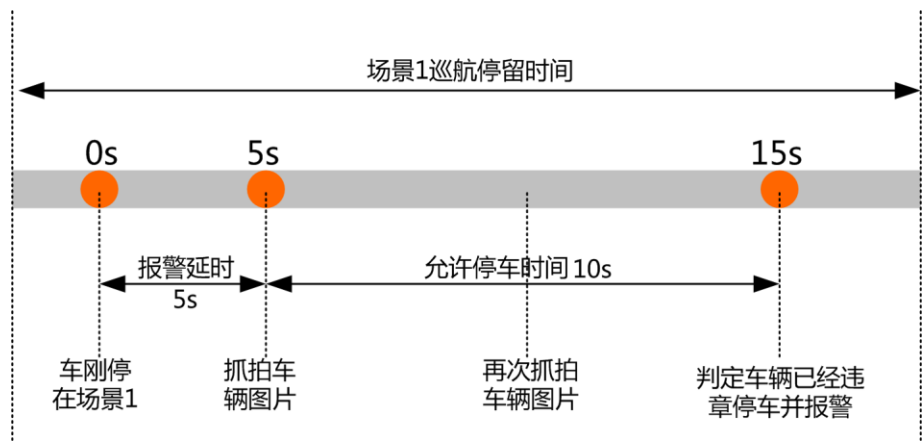 场景1巡航停留时间
0s
5s
15s
报警延时
5s
允许停车时间10s
车刚停
在场景1
抓拍车
辆图片
再次抓拍
车辆图片
判定车辆已经违
章停车并报警